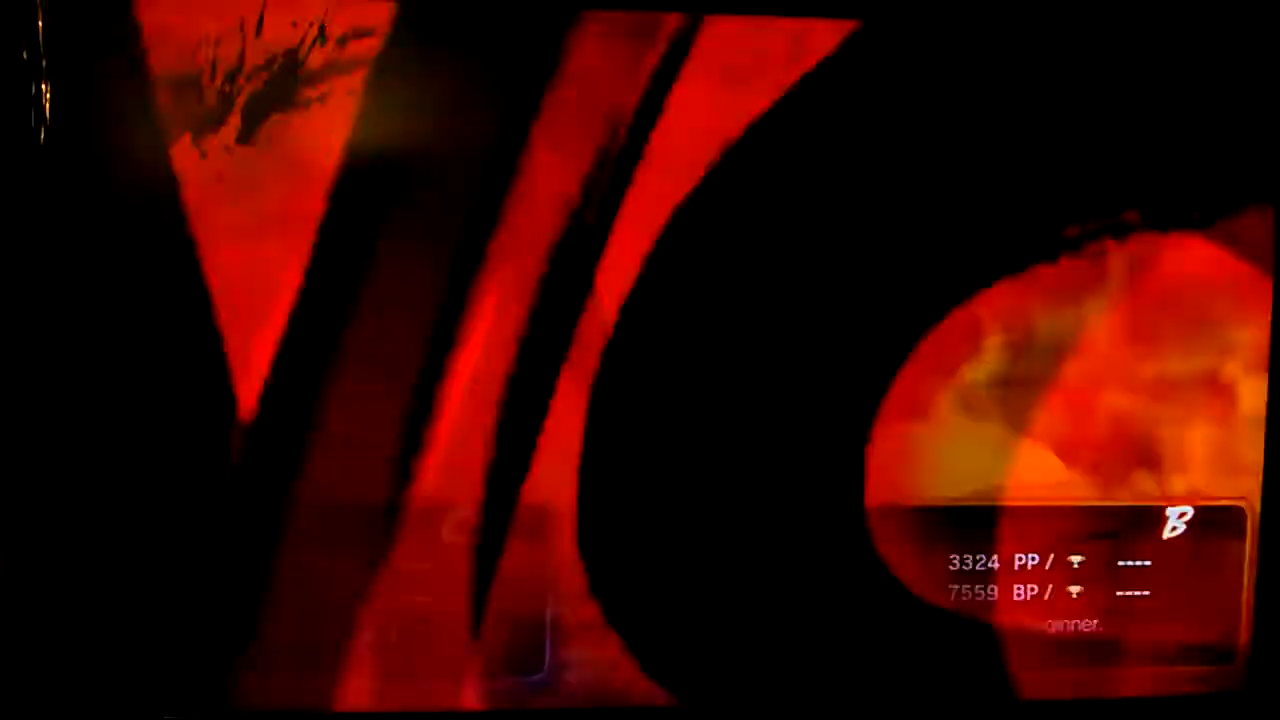 B
3324 PP/ ----
7559 BP/ ----
ginner.